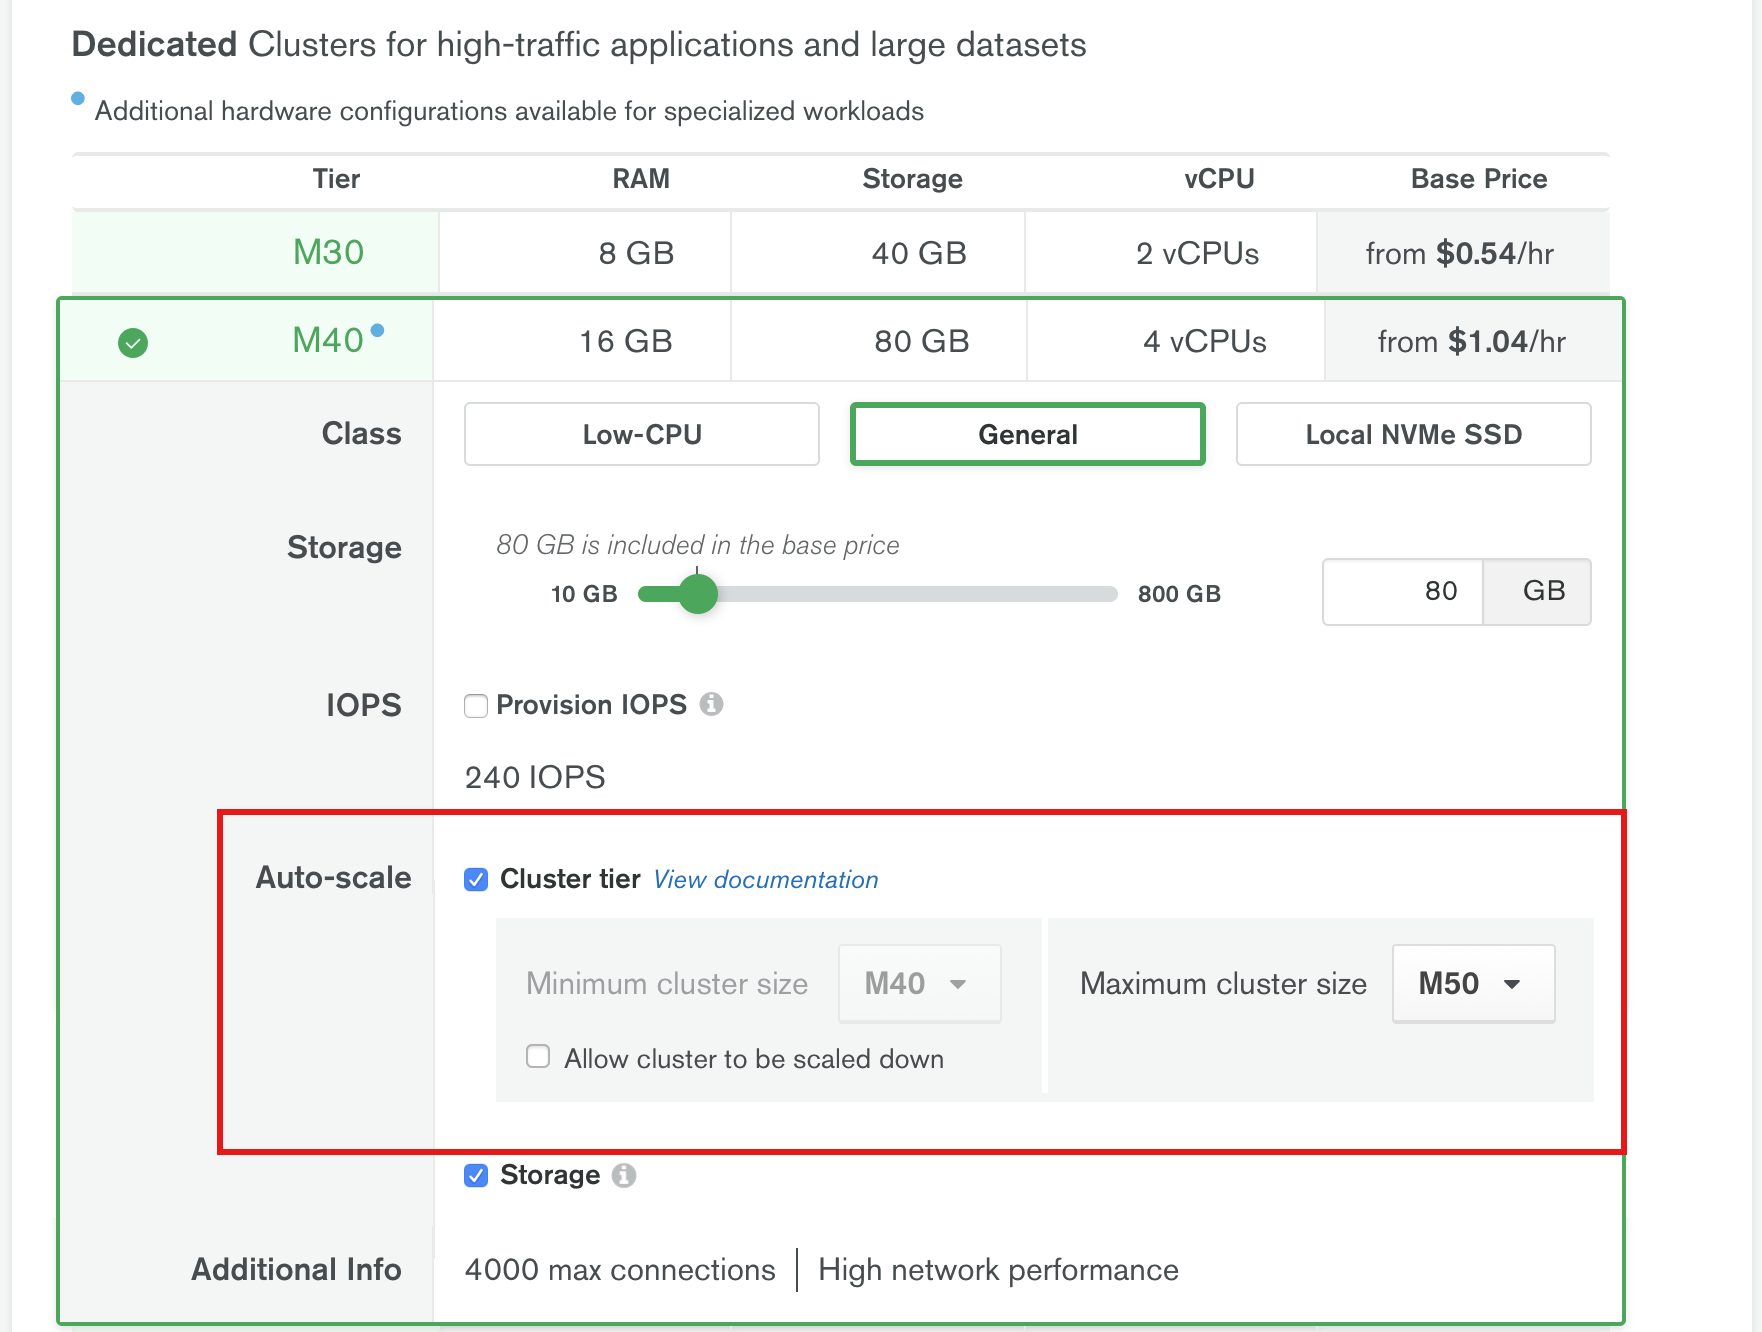 Dedicated Clusters for high-traffic applications and large datasets
Additional hardware configurations available for specialized workloads
Tier RAM Storage vCPU Base Price
M30 8 GB 40 GB 2 vCPUs from $0.54/hr
M40 16 GB 80 GB 4 vCPUs from $1.04/hr
Class Low-CPU General Local NVMe SSD
80 GB is included in the base price
Storage 10 GB 800 GB 80 GB
IOPS Provision IOPS
240 IOPS
Auto-scale Cluster tier View documentation
Minimum cluster size M40 Maximum cluster size M50
Allow cluster to be scaled down
Storage
Additional Info 4000 max connections | High network performance